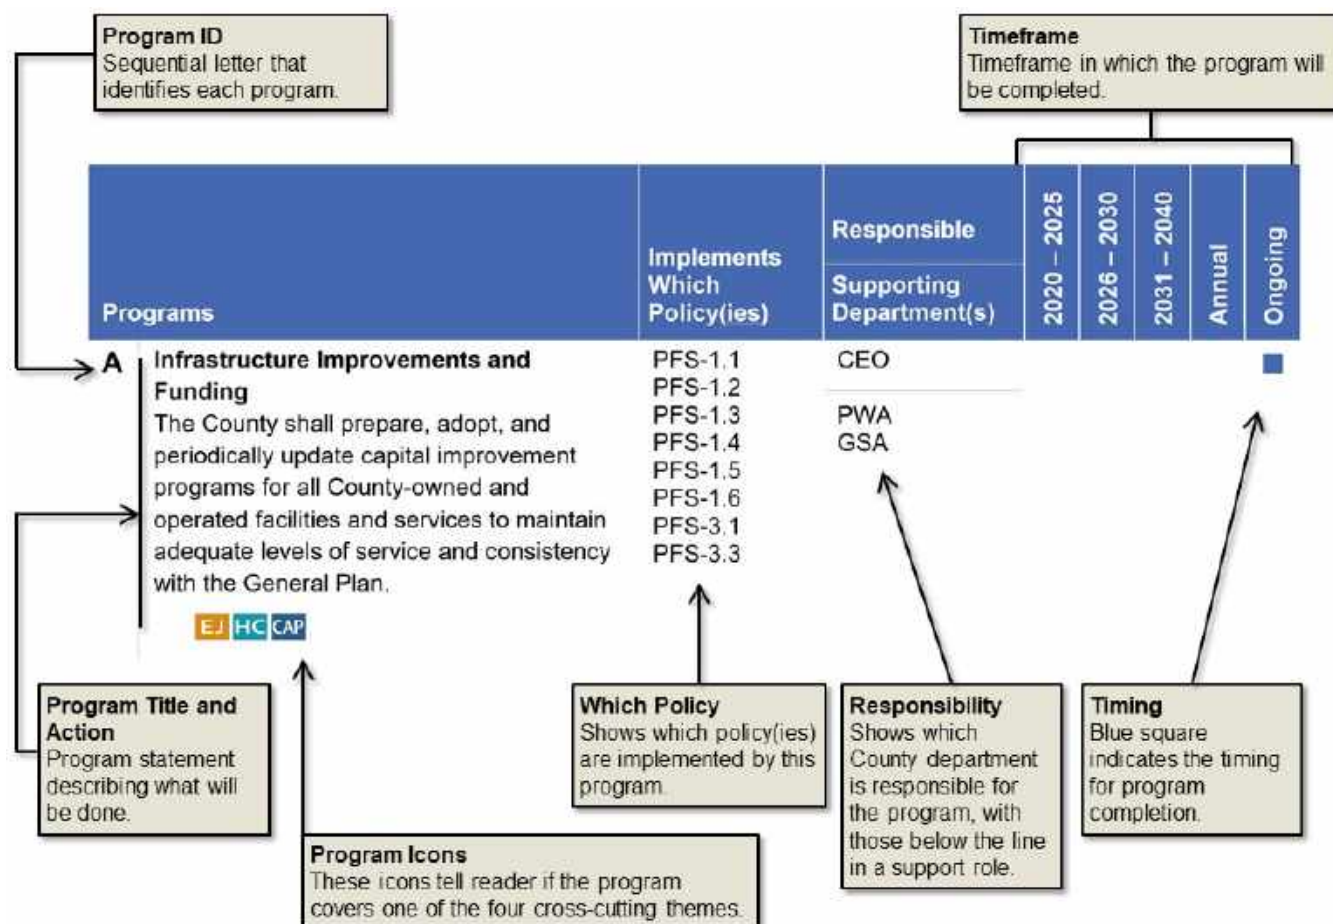 Program ID
Sequential letter that
identifies each program.
Timeframe
Timeframe in which the program will
be completed.
Programs
Implements
Which
Policy(ies)
Responsible
Supporting
Department(s)
2020 – 2025
2026 – 2030
2031 – 2040
Annual
Ongoing
A
Infrastructure Improvements and
Funding
The County shall prepare, adopt, and
periodically update capital improvement
programs for all County-owned and
operated facilities and services to maintain
adequate levels of service and consistency
with the General Plan.
EJ HC CAP
PFS-1.1
PFS-1.2
PFS-1.3
PFS-1.4
PFS-1.5
PFS-1.6
PFS-3.1
PFS-3.3
CEO
PWA
GSA
Program Title and
Action
Program statement
describing what will
be done.
Program Icons
These icons tell reader if the program
covers one of the four cross-cutting themes.
Which Policy
Shows which policy(ies)
are implemented by this
program.
Responsibility
Shows which
County department
is responsible for
the program, with
those below the line
in a support role.
Timing
Blue square
indicates the timing
for program
completion.